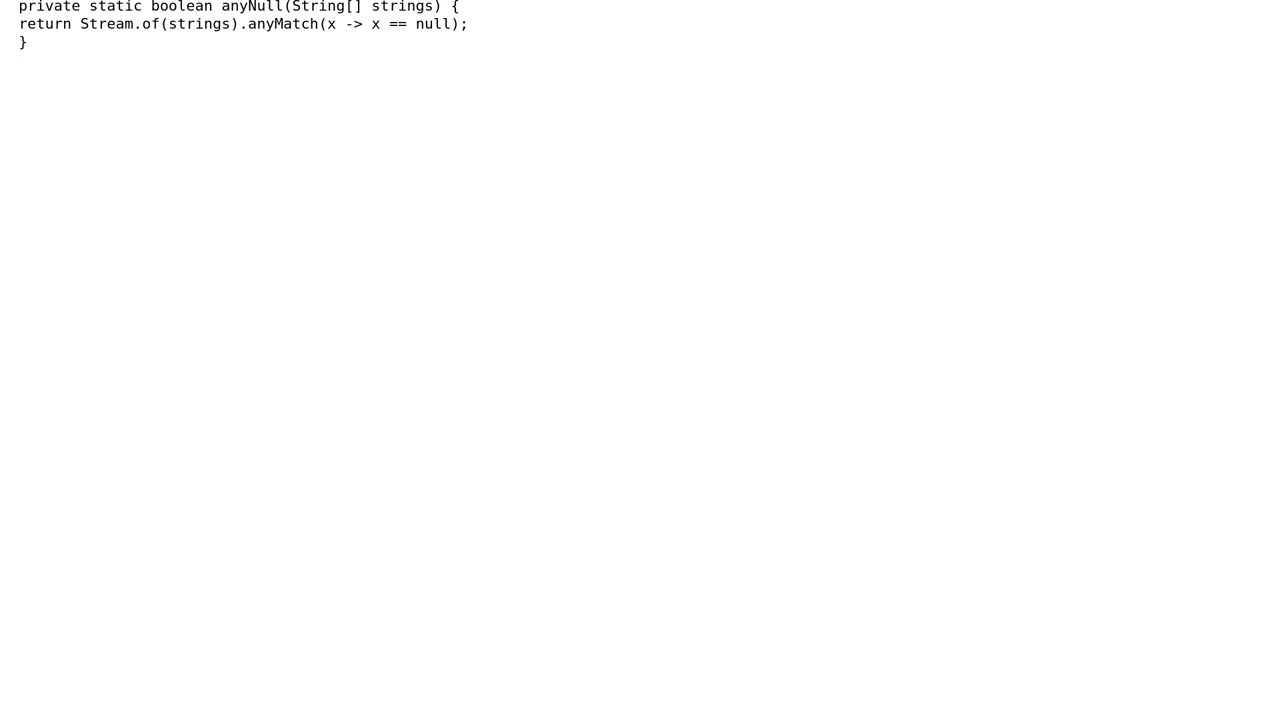 private static boolean anyNull(String[] strings) {
return Stream.of(strings).anyMatch(x -> x == null);
}